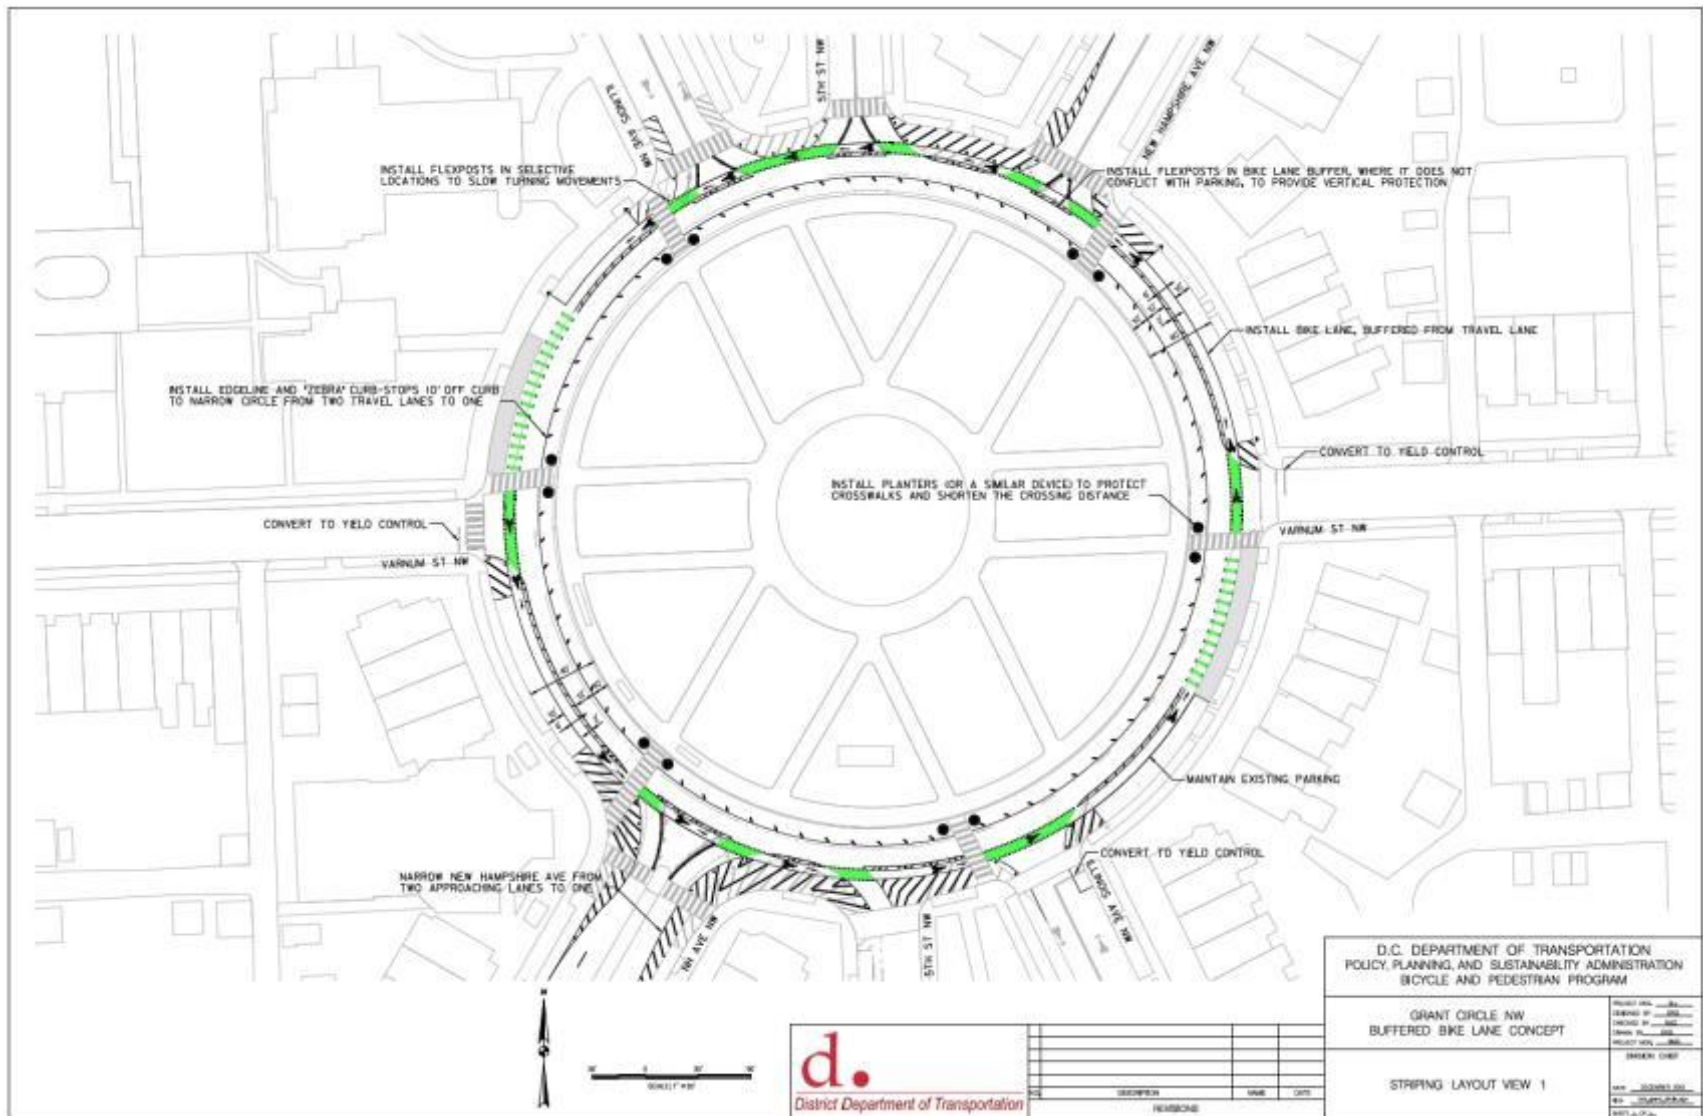 5TH ST NW
ILLINOIS AVE NW
NEW HAMPSHIRE AVE NW
INSTALL FLEXPOSTS IN SELECTIVE
LOCATIONS TO SLOW TURNING MOVEMENTS
INSTALL FLEXPOSTS IN BIKE LANE BUFFER, WHERE IT DOES NOT
CONFLICT WITH PARKING, TO PROVIDE VERTICAL PROTECTION
INSTALL BIKE LANE, BUFFERED FROM TRAVEL LANE
INSTALL EDGELINE AND 'ZEBRA' CURB-STOPS 10' OFF CURB
TO NARROW CIRCLE FROM TWO TRAVEL LANES TO ONE
CONVERT TO YIELD CONTROL
INSTALL PLANTERS (OR A SIMILAR DEVICE) TO PROTECT
CROSSWALKS AND SHORTEN THE CROSSING DISTANCE
CONVERT TO YIELD CONTROL
VARNUM ST NW
VARNUM ST NW
MAINTAIN EXISTING PARKING
CONVERT TO YIELD CONTROL
NARROW NEW HAMPSHIRE AVE FROM
TWO APPROACHING LANES TO ONE
ILLINOIS AVE NW
NH AVE NW
5TH ST NW
D.C. DEPARTMENT OF TRANSPORTATION
POLICY, PLANNING, AND SUSTAINABILITY ADMINISTRATION
BICYCLE AND PEDESTRIAN PROGRAM
GRANT CIRCLE NW
BUFFERED BIKE LANE CONCEPT
STRIPING LAYOUT VIEW 1
DIVISION CHIEF
N
d.
District Department of Transportation
NO. DESCRIPTION NAME DATE
REVISIONS